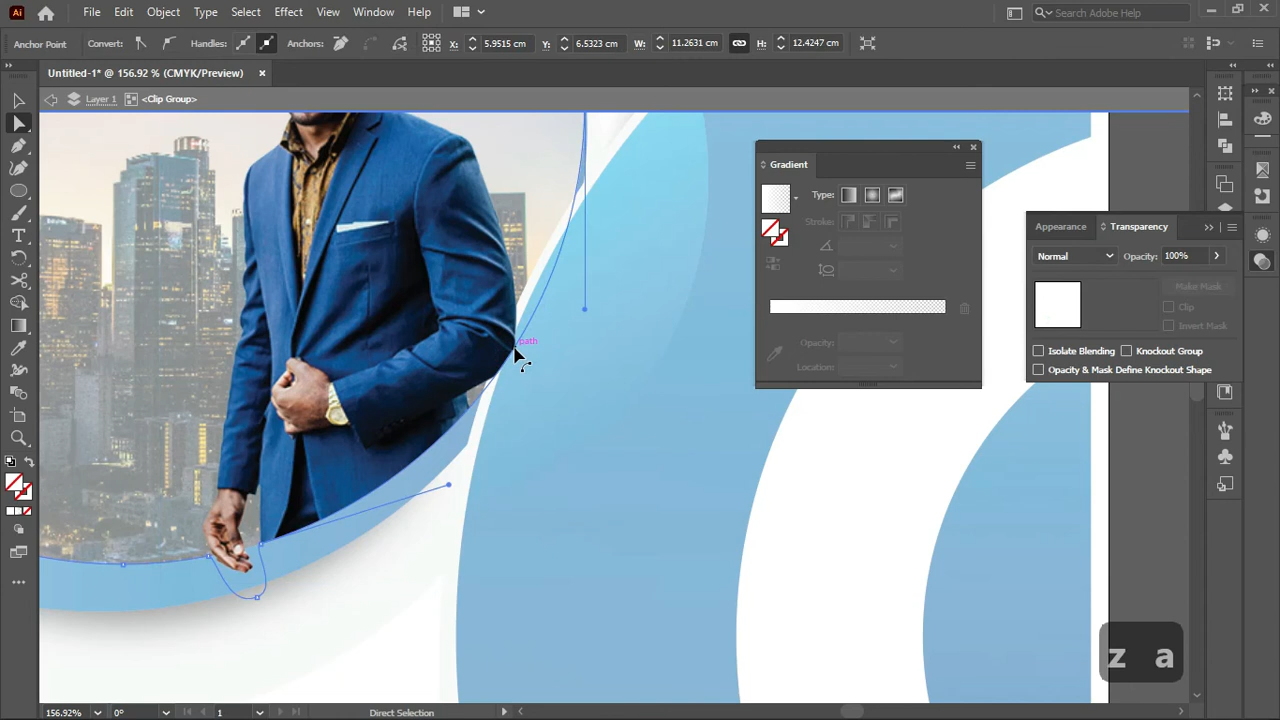 Ai File Edit Object Type Select Effect View Window Help Search Adobe Help
Anchor Point Convert: Handles: Anchors: X: 5.9515 cm Y: 6.5323 cm W: 11.2631 cm H: 12.4247 cm
Untitled-1* @ 156.92 % (CMYK/Preview)
Layer 1 <Clip Group>
Gradient
Type:
Stroke:
Opacity:
Location:
Appearance Transparency
Normal Opacity: 100%
Make Mask
Clip
Invert Mask
Isolate Blending Knockout Group
Opacity & Mask Define Knockout Shape
path
z a
156.92% 0° 1 Direct Selection